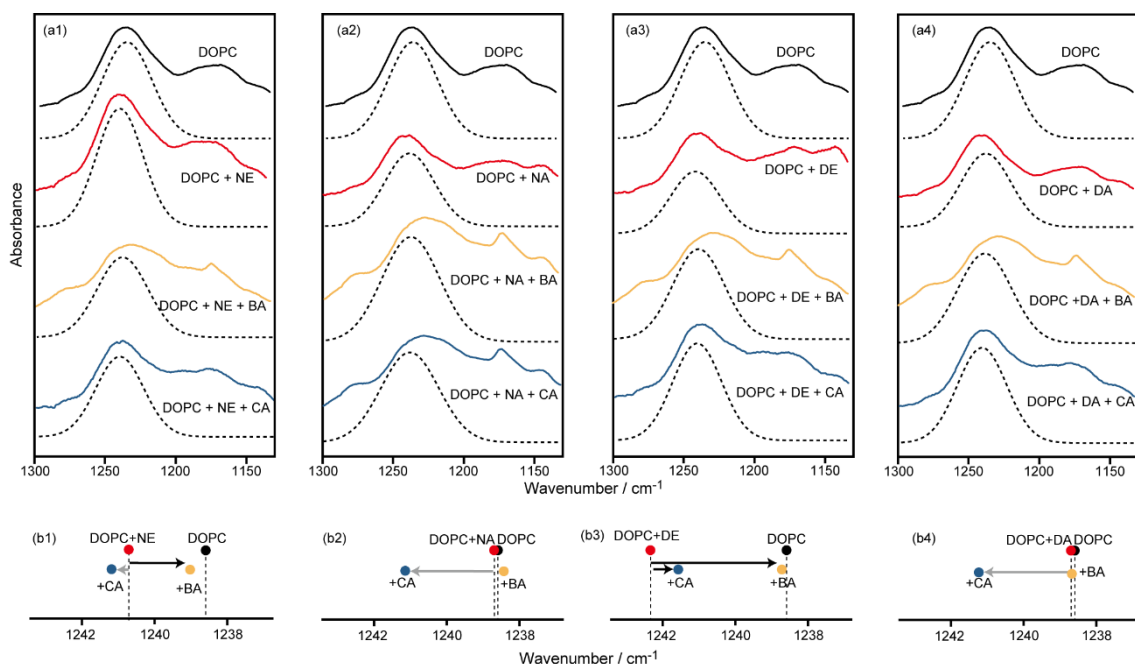 Absorbance
(a1)
DOPC
DOPC + NE
DOPC + NE + BA
DOPC + NE + CA
1300 1250 1200 1150
(a2)
DOPC
DOPC + NA
DOPC + NA + BA
DOPC + NA + CA
1300 1250 1200 1150
(a3)
DOPC
DOPC + DE
DOPC + DE + BA
DOPC + DE + CA
1300 1250 1200 1150
(a4)
DOPC
DOPC + DA
DOPC +DA + BA
DOPC + DA + CA
1300 1250 1200 1150
Wavenumber / cm-1
(b1)
DOPC+NE DOPC
+CA +BA
1242 1240 1238
(b2)
DOPC+NA DOPC
+CA +BA
1242 1240 1238
(b3)
DOPC+DE DOPC
+CA +BA
1242 1240 1238
(b4)
DOPC+DA DOPC
+CA +BA
1242 1240 1238
Wavenumber / cm-1